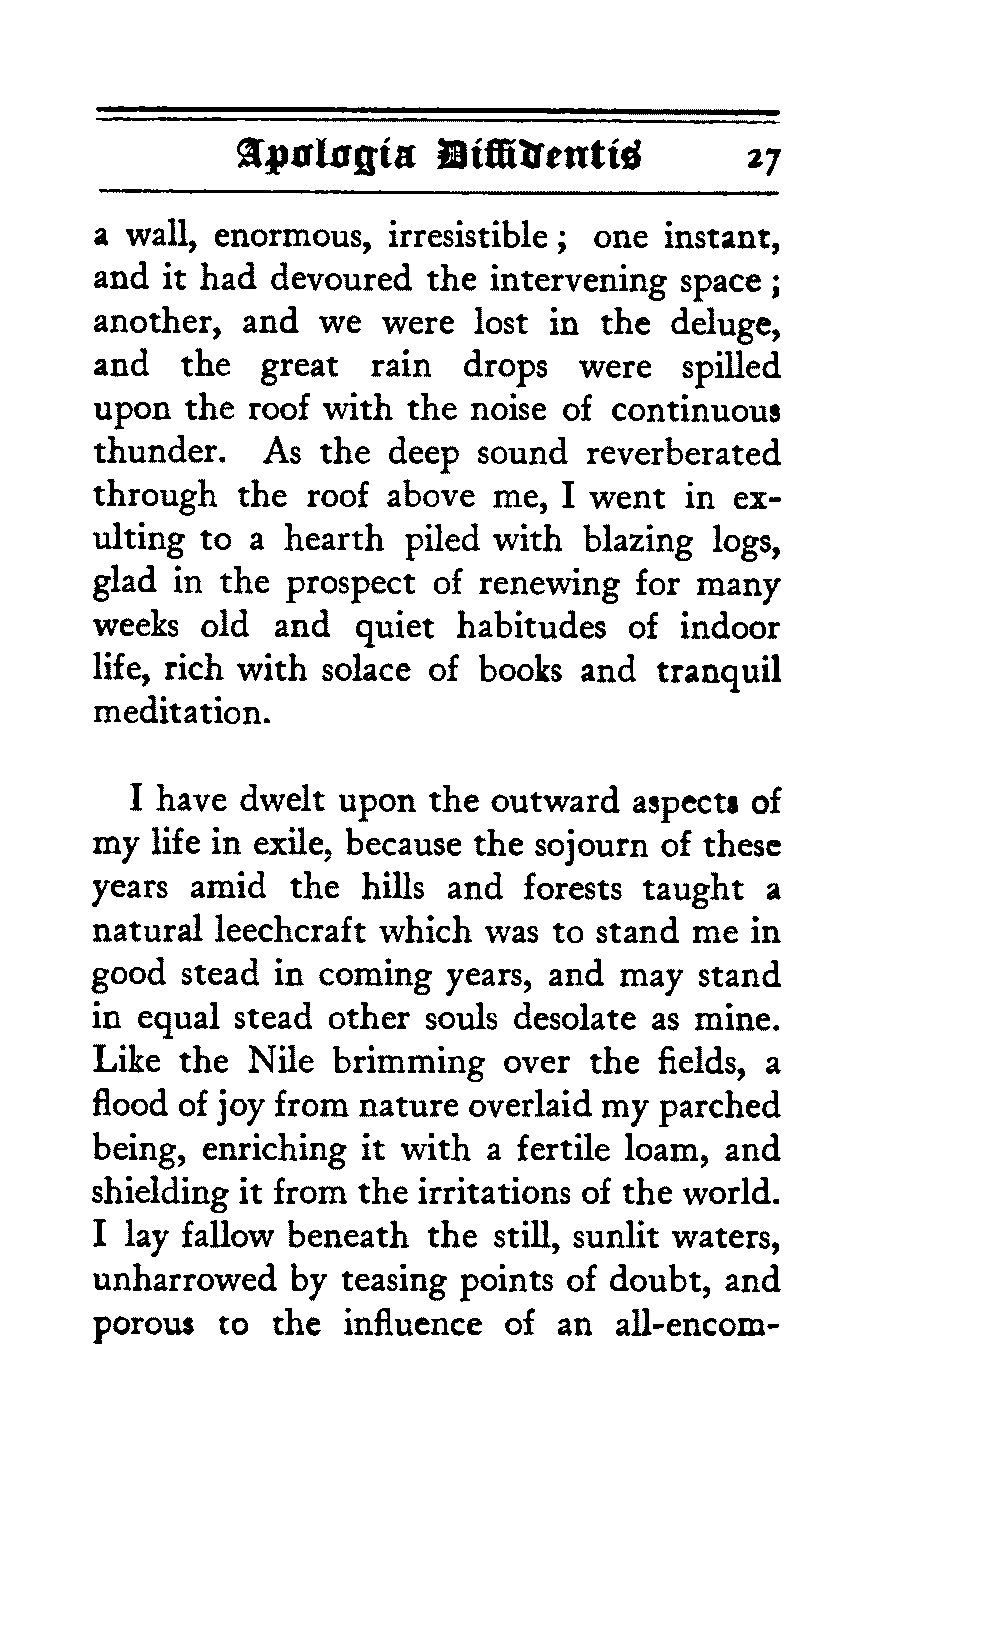 Apologia Diffidentis 27
a wall, enormous, irresistible ; one instant,
and it had devoured the intervening space ;
another, and we were lost in the deluge,
and the great rain drops were spilled
upon the roof with the noise of continuous
thunder. As the deep sound reverberated
through the roof above me, I went in ex-
ulting to a hearth piled with blazing logs,
glad in the prospect of renewing for many
weeks old and quiet habitudes of indoor
life, rich with solace of books and tranquil
meditation.
I have dwelt upon the outward aspects of
my life in exile, because the sojourn of these
years amid the hills and forests taught a
natural leechcraft which was to stand me in
good stead in coming years, and may stand
in equal stead other souls desolate as mine.
Like the Nile brimming over the fields, a
flood of joy from nature overlaid my parched
being, enriching it with a fertile loam, and
shielding it from the irritations of the world.
I lay fallow beneath the still, sunlit waters,
unharrowed by teasing points of doubt, and
porous to the influence of an all-encom-